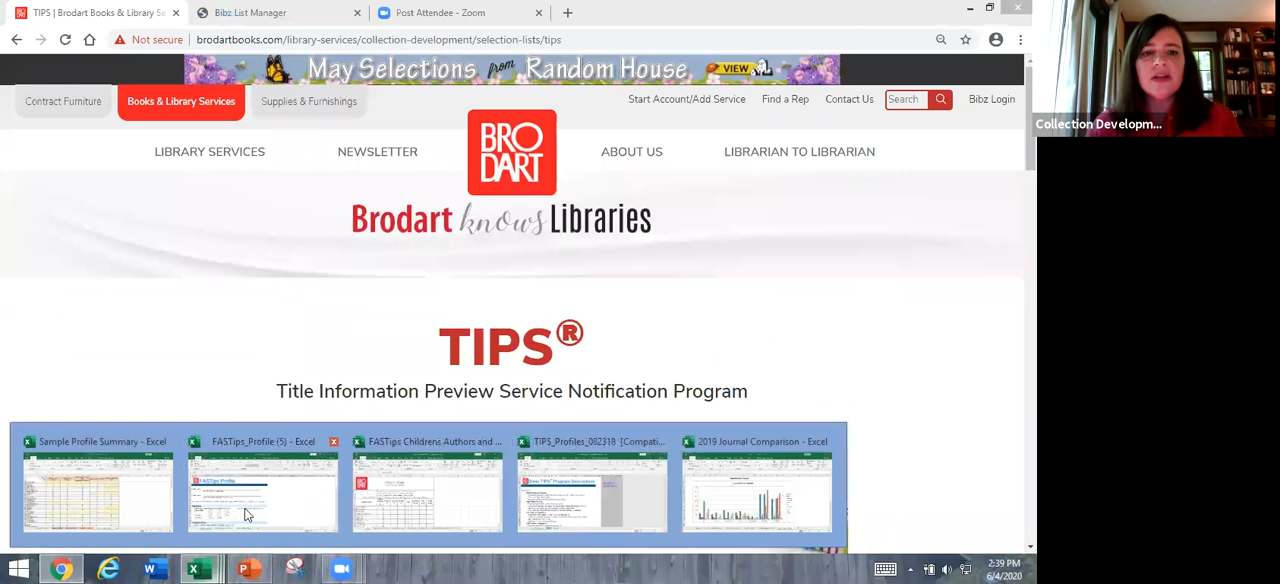 TIPS | Brodart Books & Library Se
Bibz List Manager
Post Attendee - Zoom
Not secure
brodartbooks.com/library-services/collection-development/selection-lists/tips
May Selections from Random House
VIEW
Contract Furniture
Books & Library Services
Supplies & Furnishings
Start Account/Add Service
Find a Rep
Contact Us
Search
Bibz Login
LIBRARY SERVICES
NEWSLETTER
BRO
DART
ABOUT US
LIBRARIAN TO LIBRARIAN
Brodart knows Libraries
TIPS®
Title Information Preview Service Notification Program
Sample Profile Summary - Excel
FASTips_Profile (5) - Excel
FASTips Childrens Authors and ...
TIPS_Profiles_082318 [Compati...
2019 Journal Comparison - Excel
FASTips Profile
2:39 PM
6/4/2020
Collection Developm...